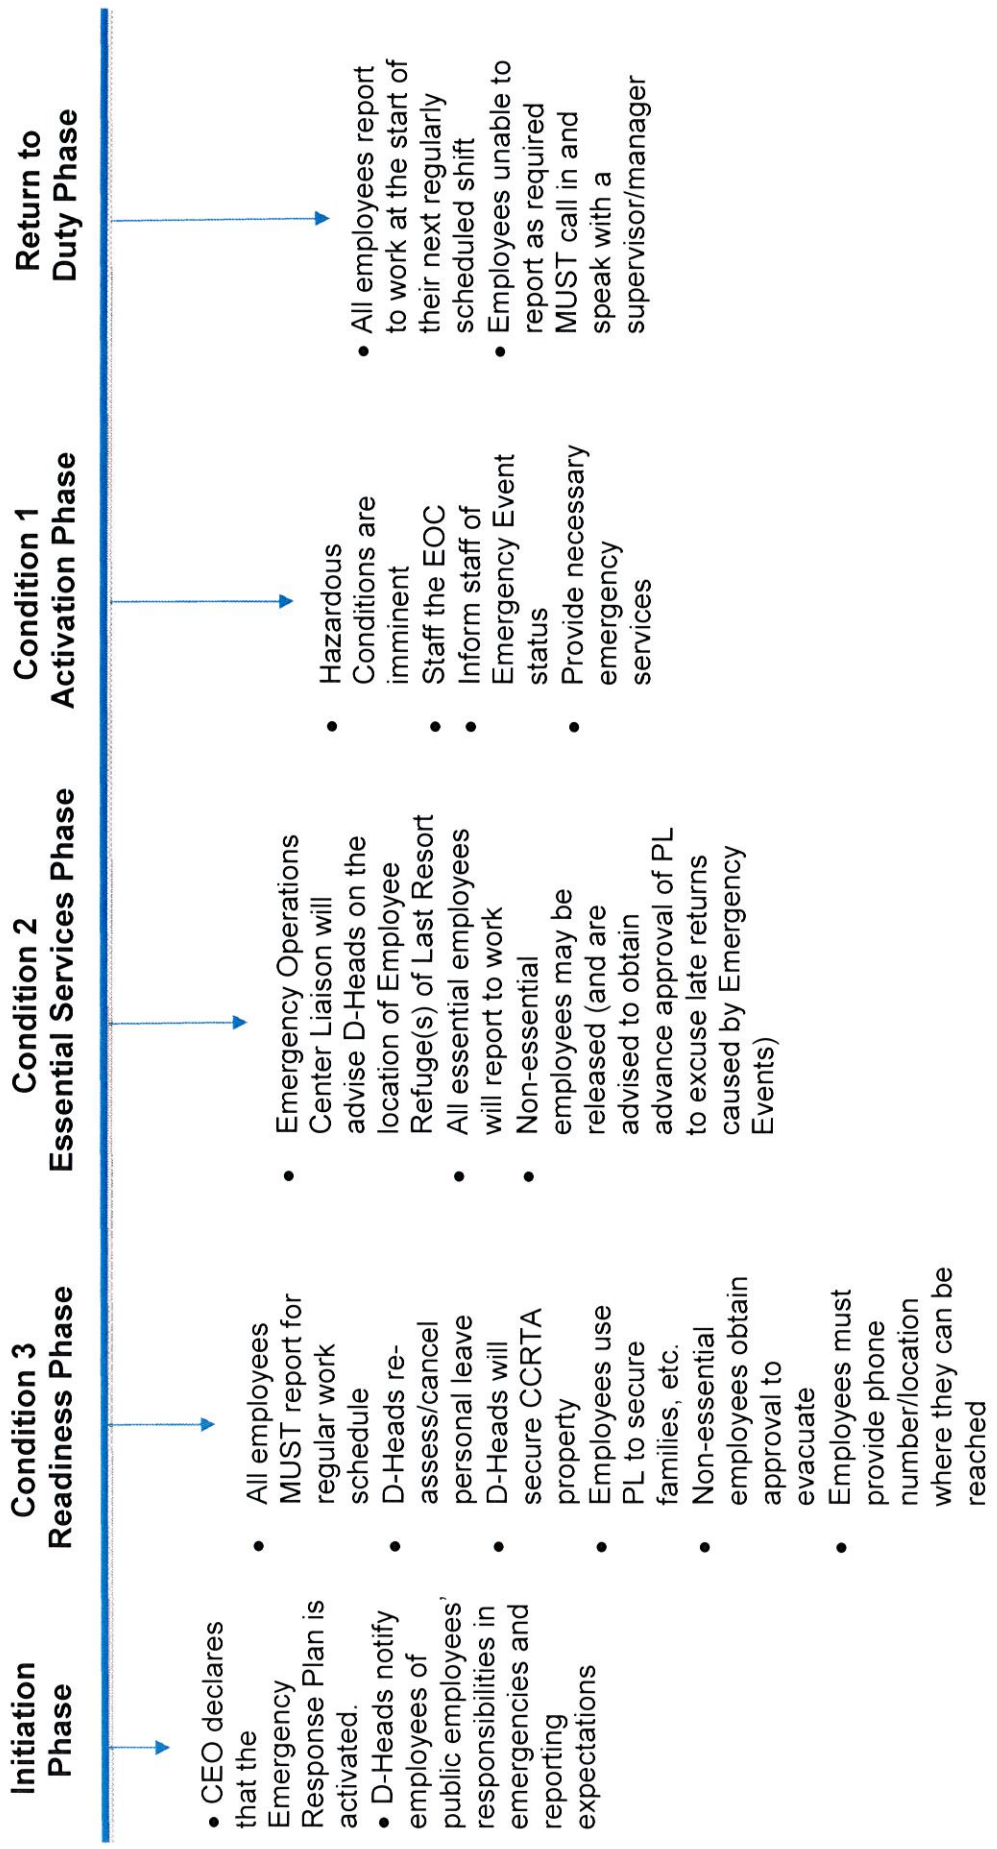 Initiation
Phase
• CEO declares
that the
Emergency
Response Plan is
activated.
• D-Heads notify
employees of
public employees'
responsibilities in
emergencies and
reporting
expectations
Condition 3
Readiness Phase
• All employees
MUST report for
regular work
schedule
• D-Heads re-
assess/cancel
personal leave
• D-Heads will
secure CCRTA
property
• Employees use
PL to secure
families, etc.
• Non-essential
employees obtain
approval to
evacuate
• Employees must
provide phone
number/location
where they can be
reached
Condition 2
Essential Services Phase
• Emergency Operations
Center Liaison will
advise D-Heads on the
location of Employee
Refuge(s) of Last Resort
• All essential employees
will report to work
• Non-essential
employees may be
released (and are
advised to obtain
advance approval of PL
to excuse late returns
caused by Emergency
Events)
Condition 1
Activation Phase
• Hazardous
Conditions are
imminent
• Staff the EOC
• Inform staff of
Emergency Event
status
• Provide necessary
emergency
services
Return to
Duty Phase
• All employees report
to work at the start of
their next regularly
scheduled shift
• Employees unable to
report as required
MUST call in and
speak with a
supervisor/manager